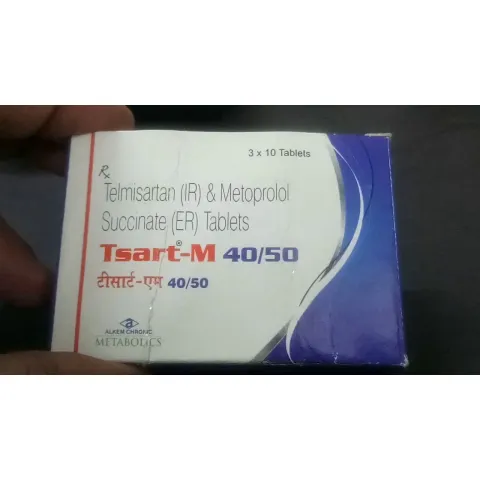 3 x 10 Tablets
Rx
Telmisartan (IR) & Metoprolol
Succinate (ER) Tablets
Tsart®-M 40/50
टीसार्ट-एम 40/50
a
ALKEM CHRONIC
METABOLICS